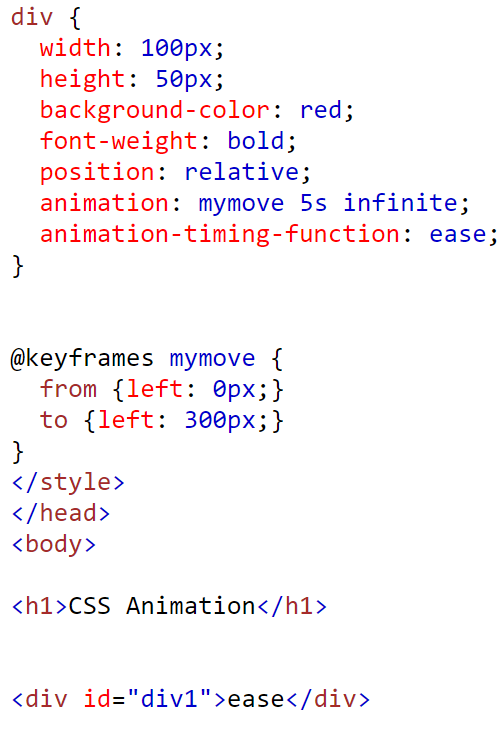 div {
  width: 100px;
  height: 50px;
  background-color: red;
  font-weight: bold;
  position: relative;
  animation: mymove 5s infinite;
  animation-timing-function: ease;
}
@keyframes mymove {
  from {left: 0px;}
  to {left: 300px;}
}
</style>
</head>
<body>
<h1>CSS Animation</h1>
<div id="div1">ease</div>